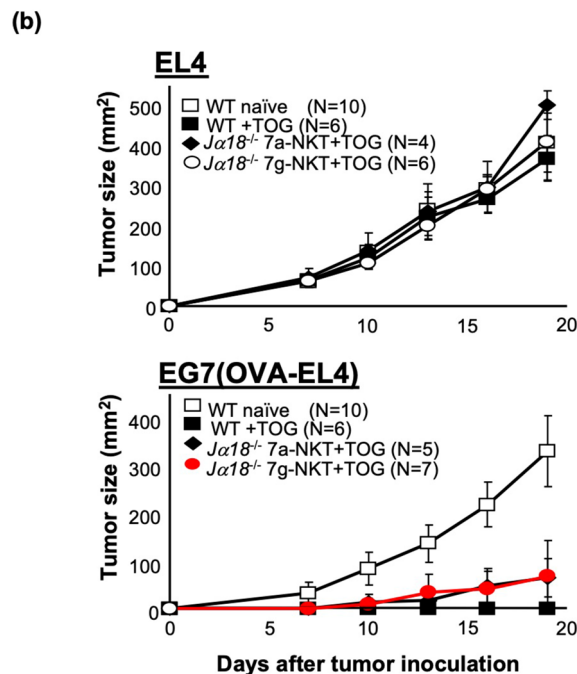 (b)
EL4
500
400
300
200
100
0
Tumor size (mm²)
WT naïve (N=10)
WT +TOG (N=6)
Jα18⁻/⁻ 7a-NKT+TOG (N=4)
Jα18⁻/⁻ 7g-NKT+TOG (N=6)
5 10 15 20
EG7(OVA-EL4)
400
300
200
100
0
Tumor size (mm²)
WT naïve (N=10)
WT +TOG (N=6)
Jα18⁻/⁻ 7a-NKT+TOG (N=5)
Jα18⁻/⁻ 7g-NKT+TOG (N=7)
0 5 10 15 20
Days after tumor inoculation